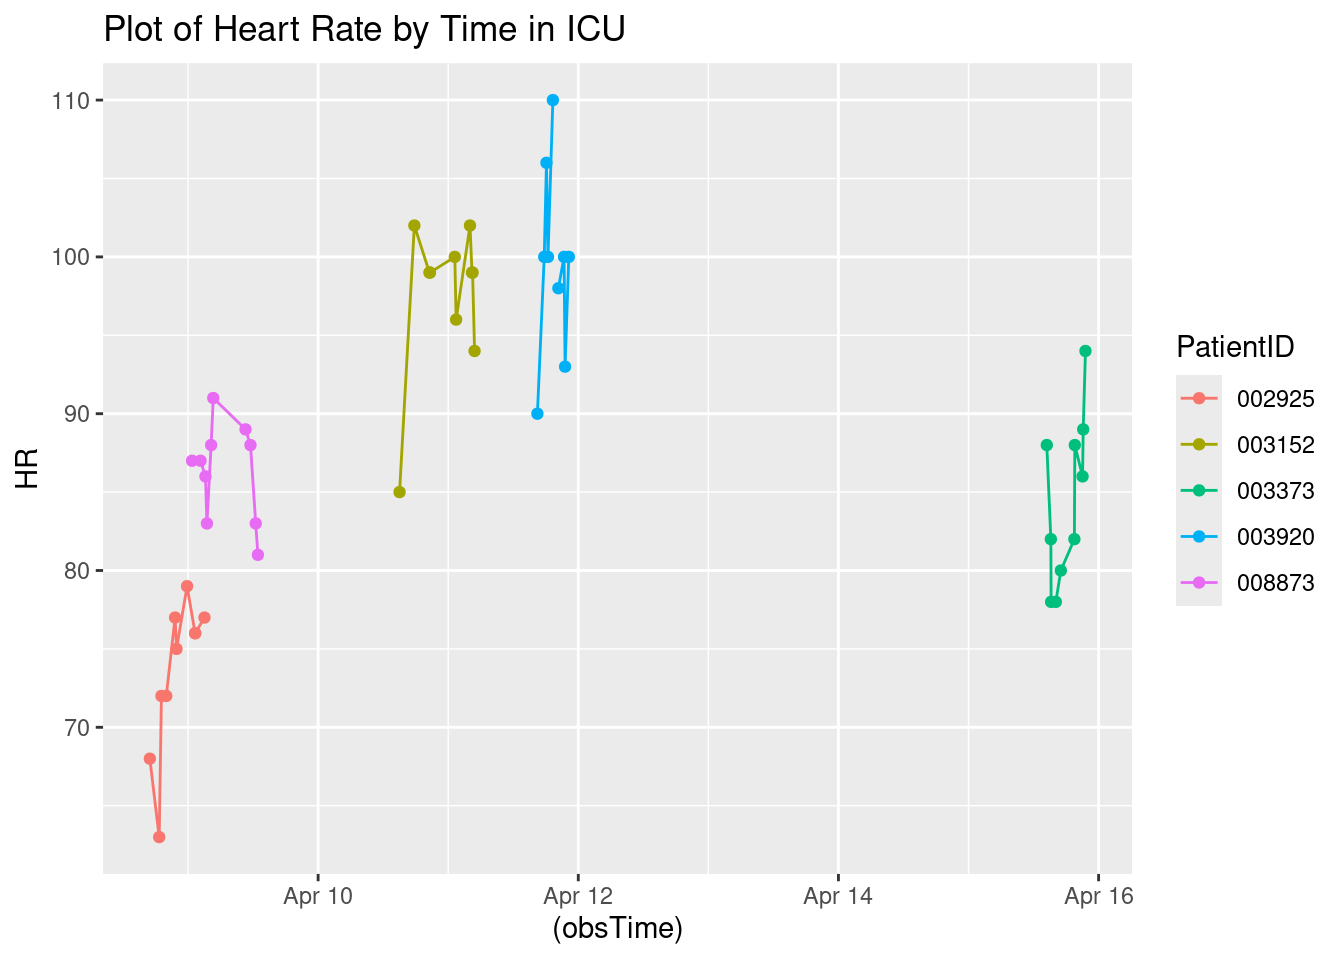 Plot of Heart Rate by Time in ICU
110
100
90
80
70
HR
Apr 10
Apr 12
Apr 14
Apr 16
(obsTime)
PatientID
002925
003152
003373
003920
008873